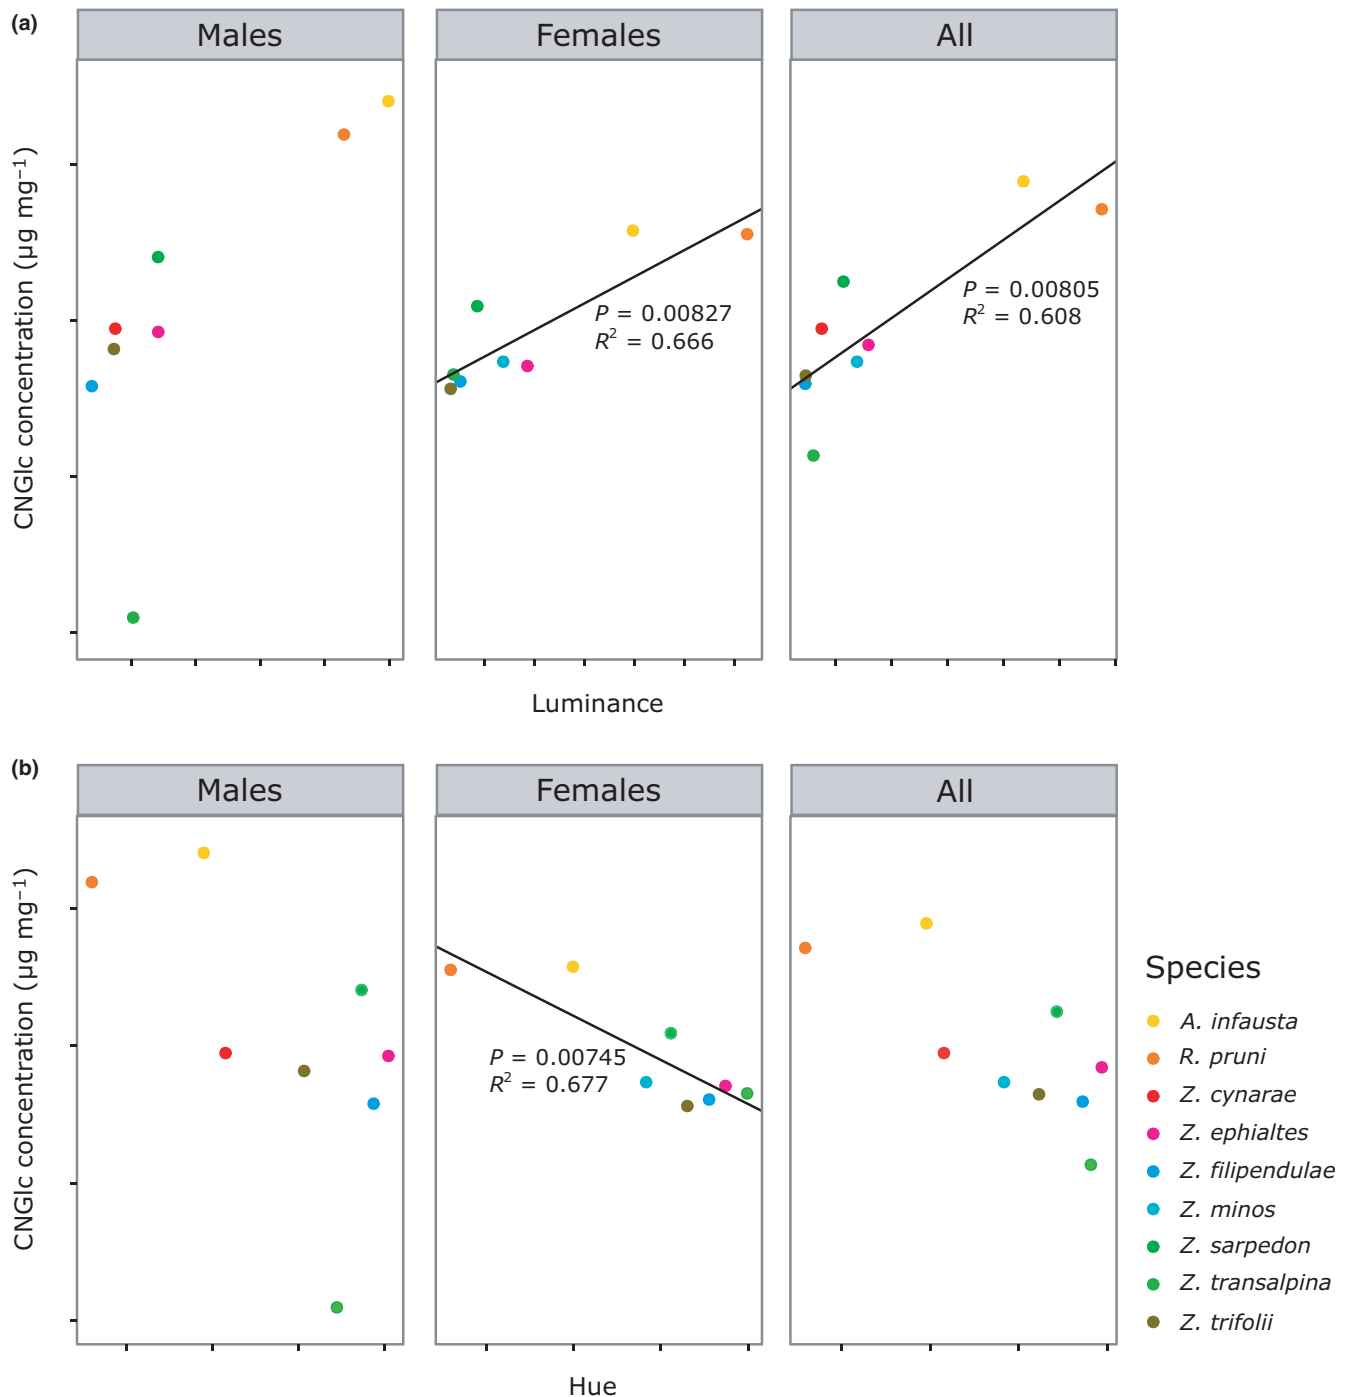 (a)
Males
Females
All
CNGlc concentration (µg mg⁻¹)
P = 0.00827
R² = 0.666
P = 0.00805
R² = 0.608
Luminance
(b)
Males
Females
All
CNGlc concentration (µg mg⁻¹)
P = 0.00745
R² = 0.677
Hue
Species
A. infausta
R. pruni
Z. cynarae
Z. ephialtes
Z. filipendulae
Z. minos
Z. sarpedon
Z. transalpina
Z. trifolii